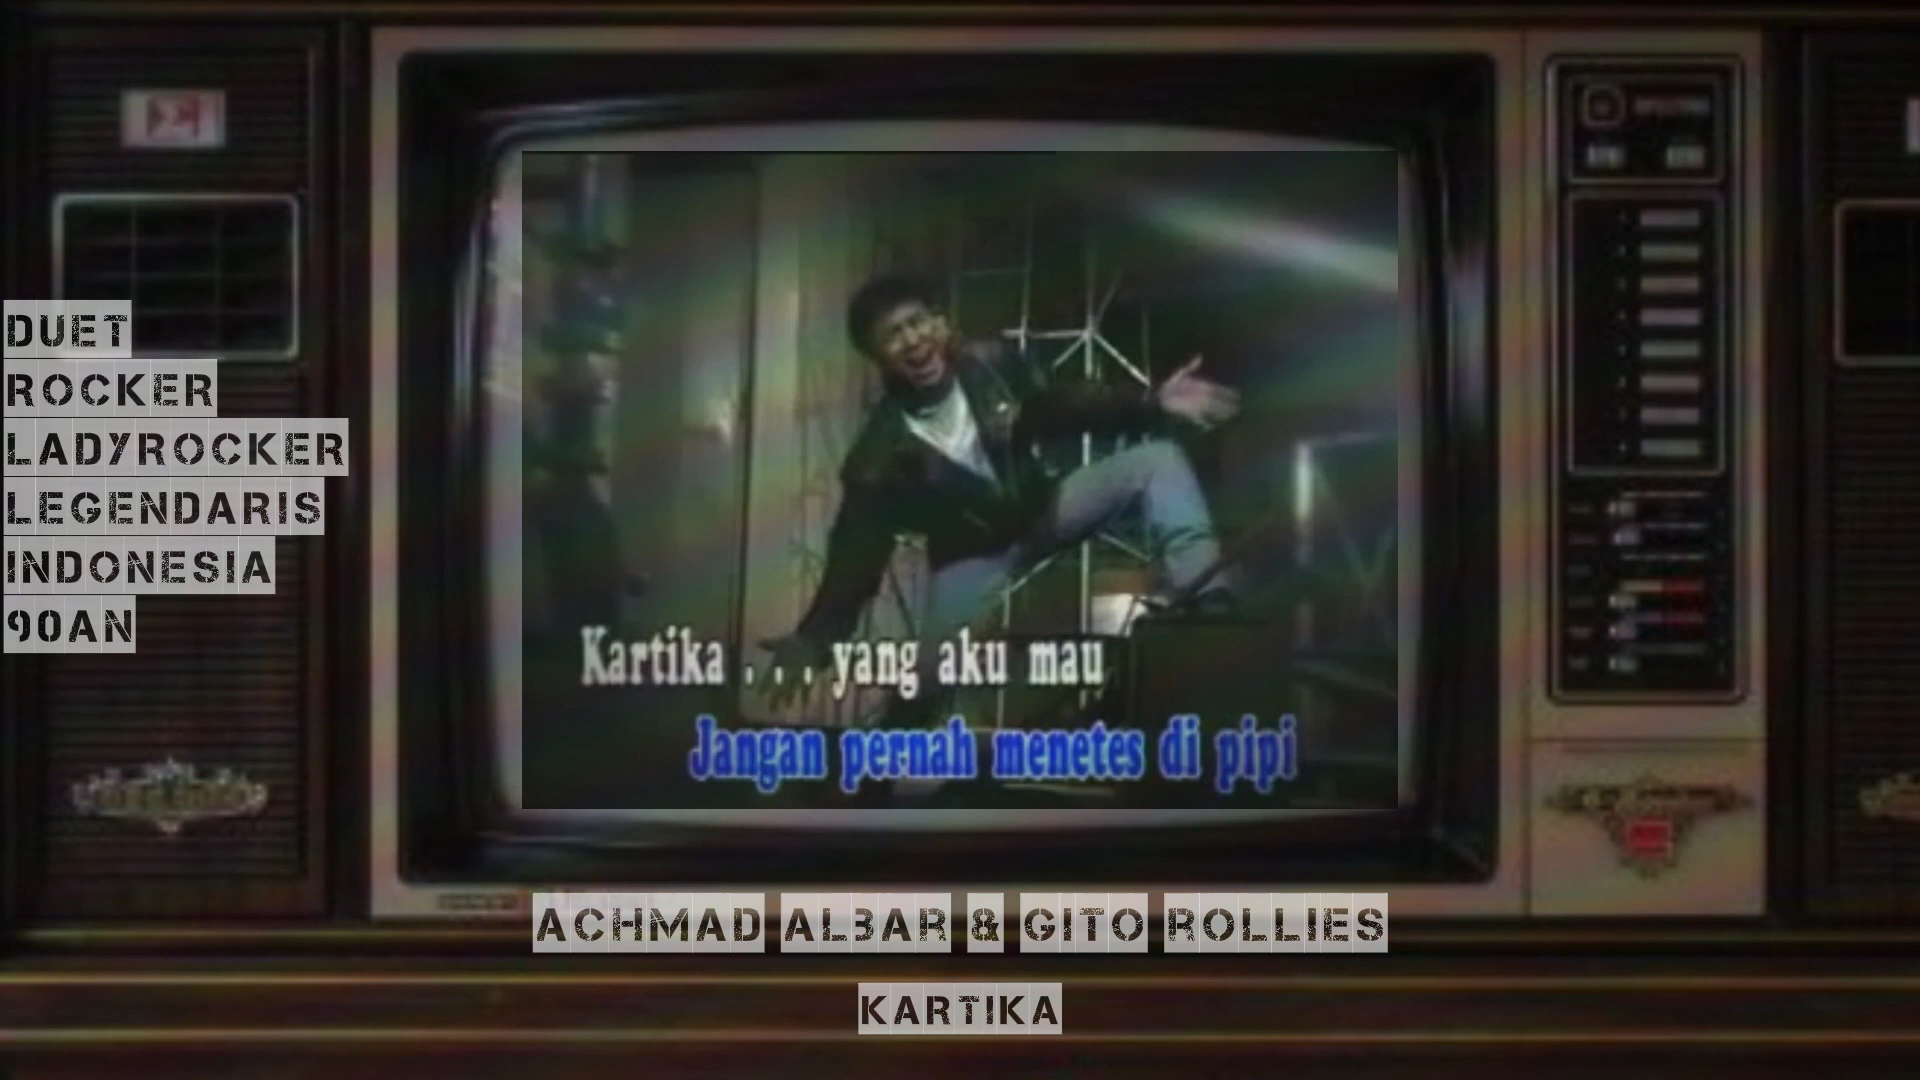 DUET
ROCKER
LADYROCKER
LEGENDARIS
INDONESIA
90AN
Kartika . . . yang aku mau
Jangan pernah menetes di pipi
ACHMAD ALBAR & GITO ROLLIES
KARTIKA